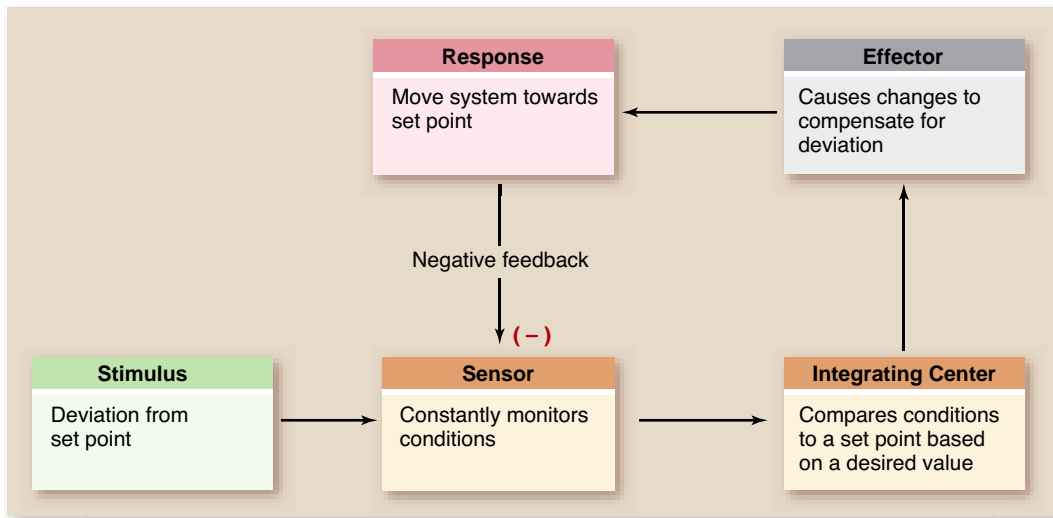 Response
Move system towards
set point
Effector
Causes changes to
compensate for
deviation
Negative feedback
(–)
Stimulus
Deviation from
set point
Sensor
Constantly monitors
conditions
Integrating Center
Compares conditions
to a set point based
on a desired value